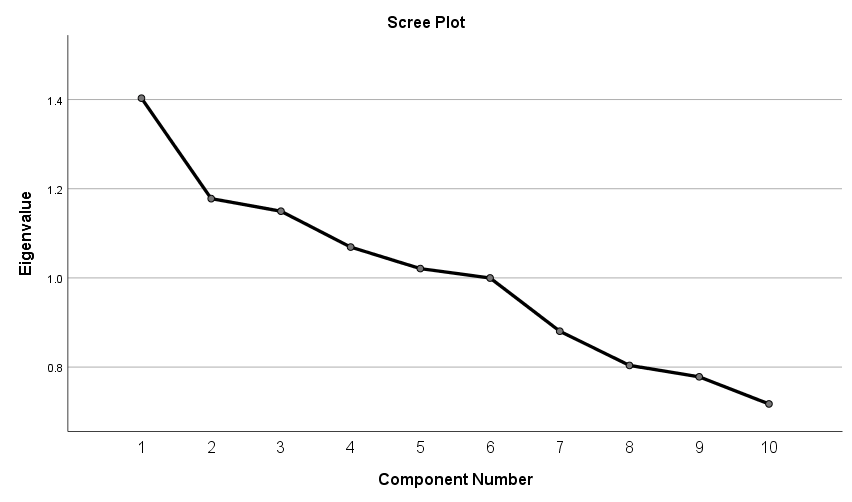 Scree Plot
Eigenvalue
1.4
1.2
1.0
0.8
1 2 3 4 5 6 7 8 9 10
Component Number